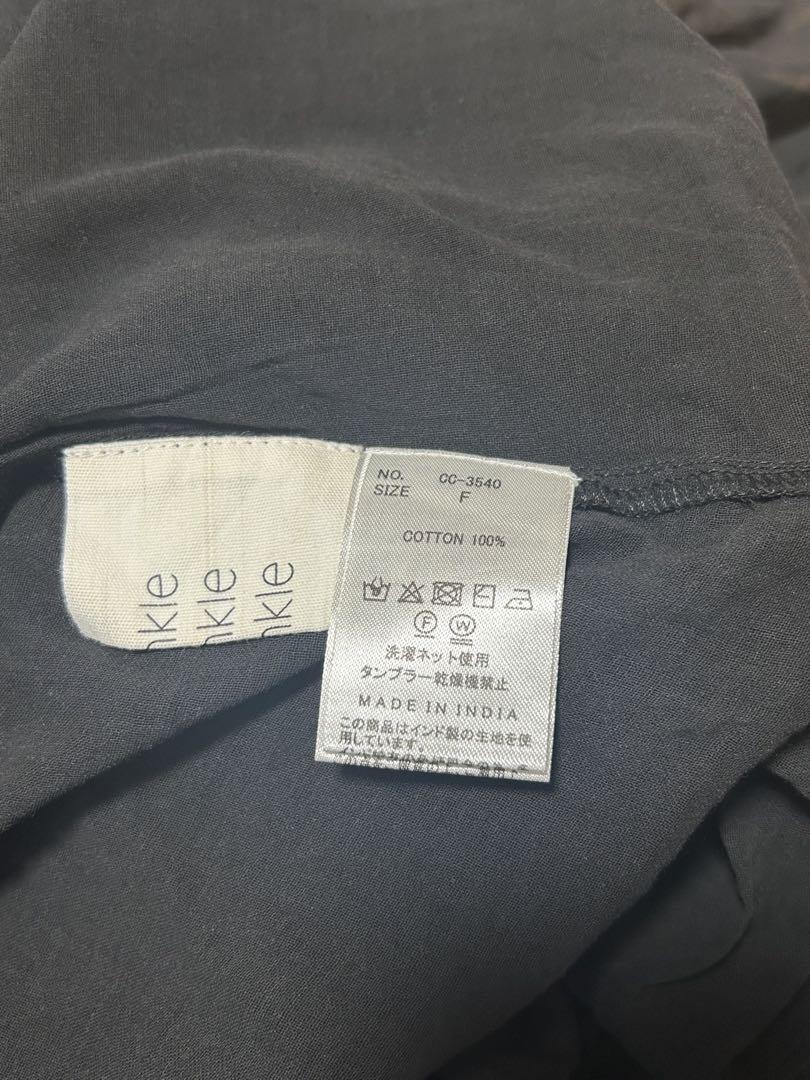 nkle
nkle
nkle
NO. CC-3540
SIZE F
COTTON 100%
F W
洗濯ネット使用
タンブラー乾燥機禁止
MADE IN INDIA
この商品はインド製の生地を使
用しています。